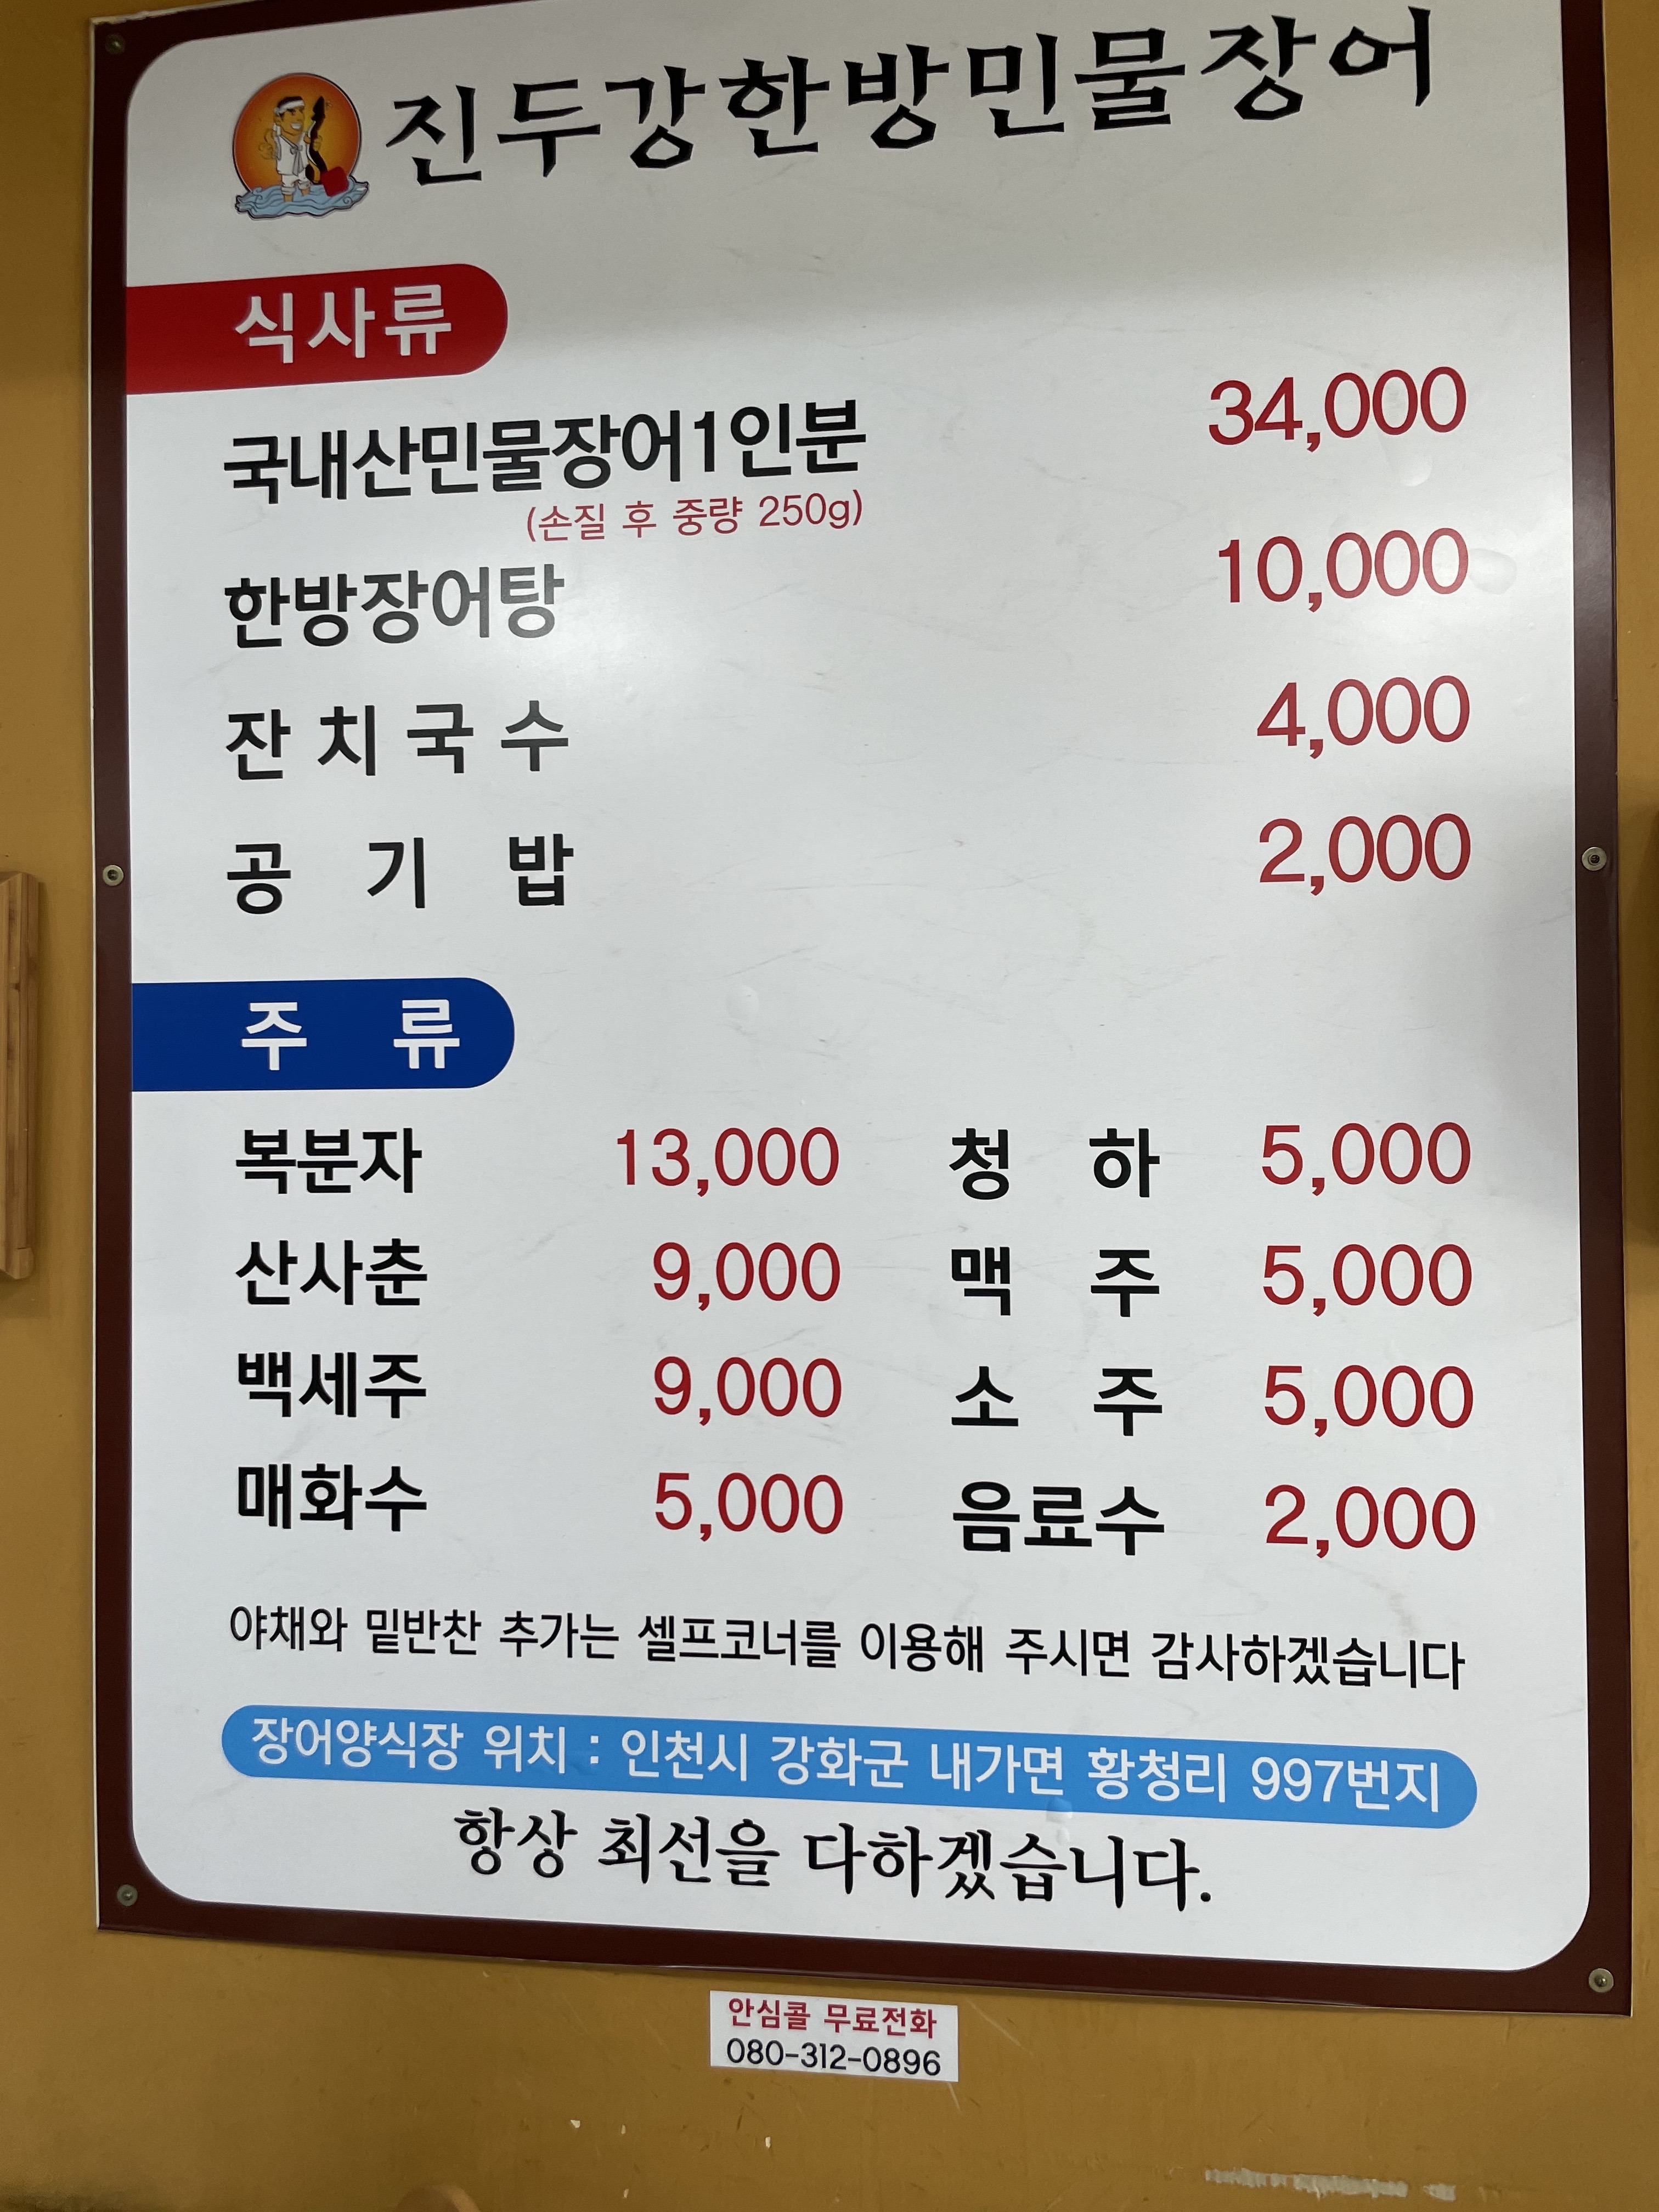 진두강한방민물장어
식사류
국내산민물장어1인분 34,000
(손질 후 중량 250g)
한방장어탕 10,000
잔치국수 4,000
공기밥 2,000
주류
복분자 13,000 청하 5,000
산사춘 9,000 맥주 5,000
백세주 9,000 소주 5,000
매화수 5,000 음료수 2,000
야채와 밑반찬 추가는 셀프코너를 이용해 주시면 감사하겠습니다
장어양식장 위치 : 인천시 강화군 내가면 황청리 997번지
항상 최선을 다하겠습니다.
안심콜 무료전화
080-312-0896